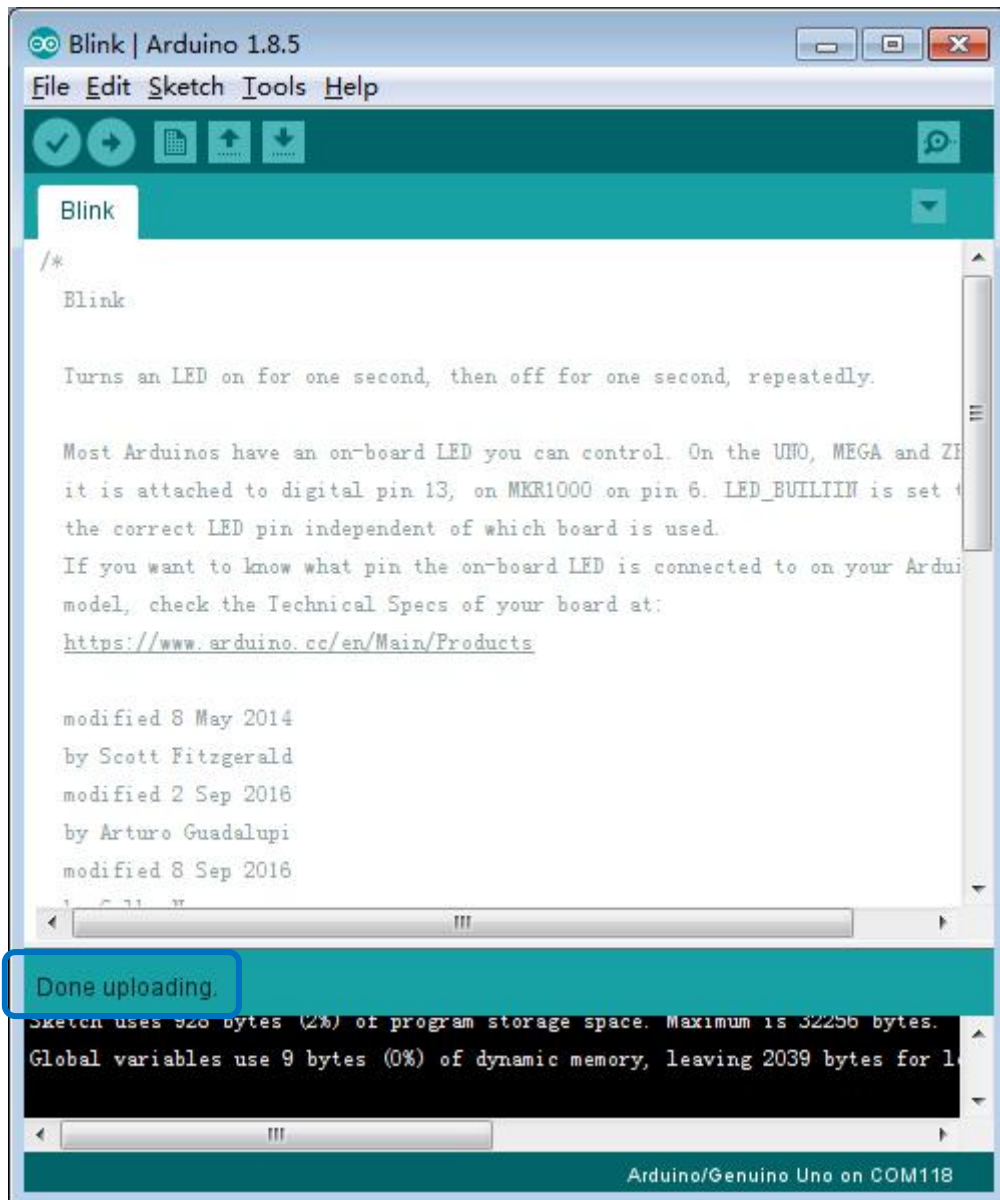 Blink | Arduino 1.8.5
File Edit Sketch Tools Help
Blink
/*
Blink
Turns an LED on for one second, then off for one second, repeatedly.
Most Arduinos have an on-board LED you can control. On the UNO, MEGA and
it is attached to digital pin 13, on MKR1000 on pin 6. LED_BUILTIN is set
the correct LED pin independent of which board is used.
If you want to know what pin the on-board LED is connected to on your Ardui
model, check the Technical Specs of your board at:
https://www.arduino.cc/en/Main/Products
modified 8 May 2014
by Scott Fitzgerald
modified 2 Sep 2016
by Arturo Guadalupi
modified 8 Sep 2016
Done uploading.
Sketch uses 928 bytes (2%) of program storage space. Maximum is 32256 bytes.
Global variables use 9 bytes (0%) of dynamic memory, leaving 2039 bytes for
Arduino/Genuino Uno on COM118